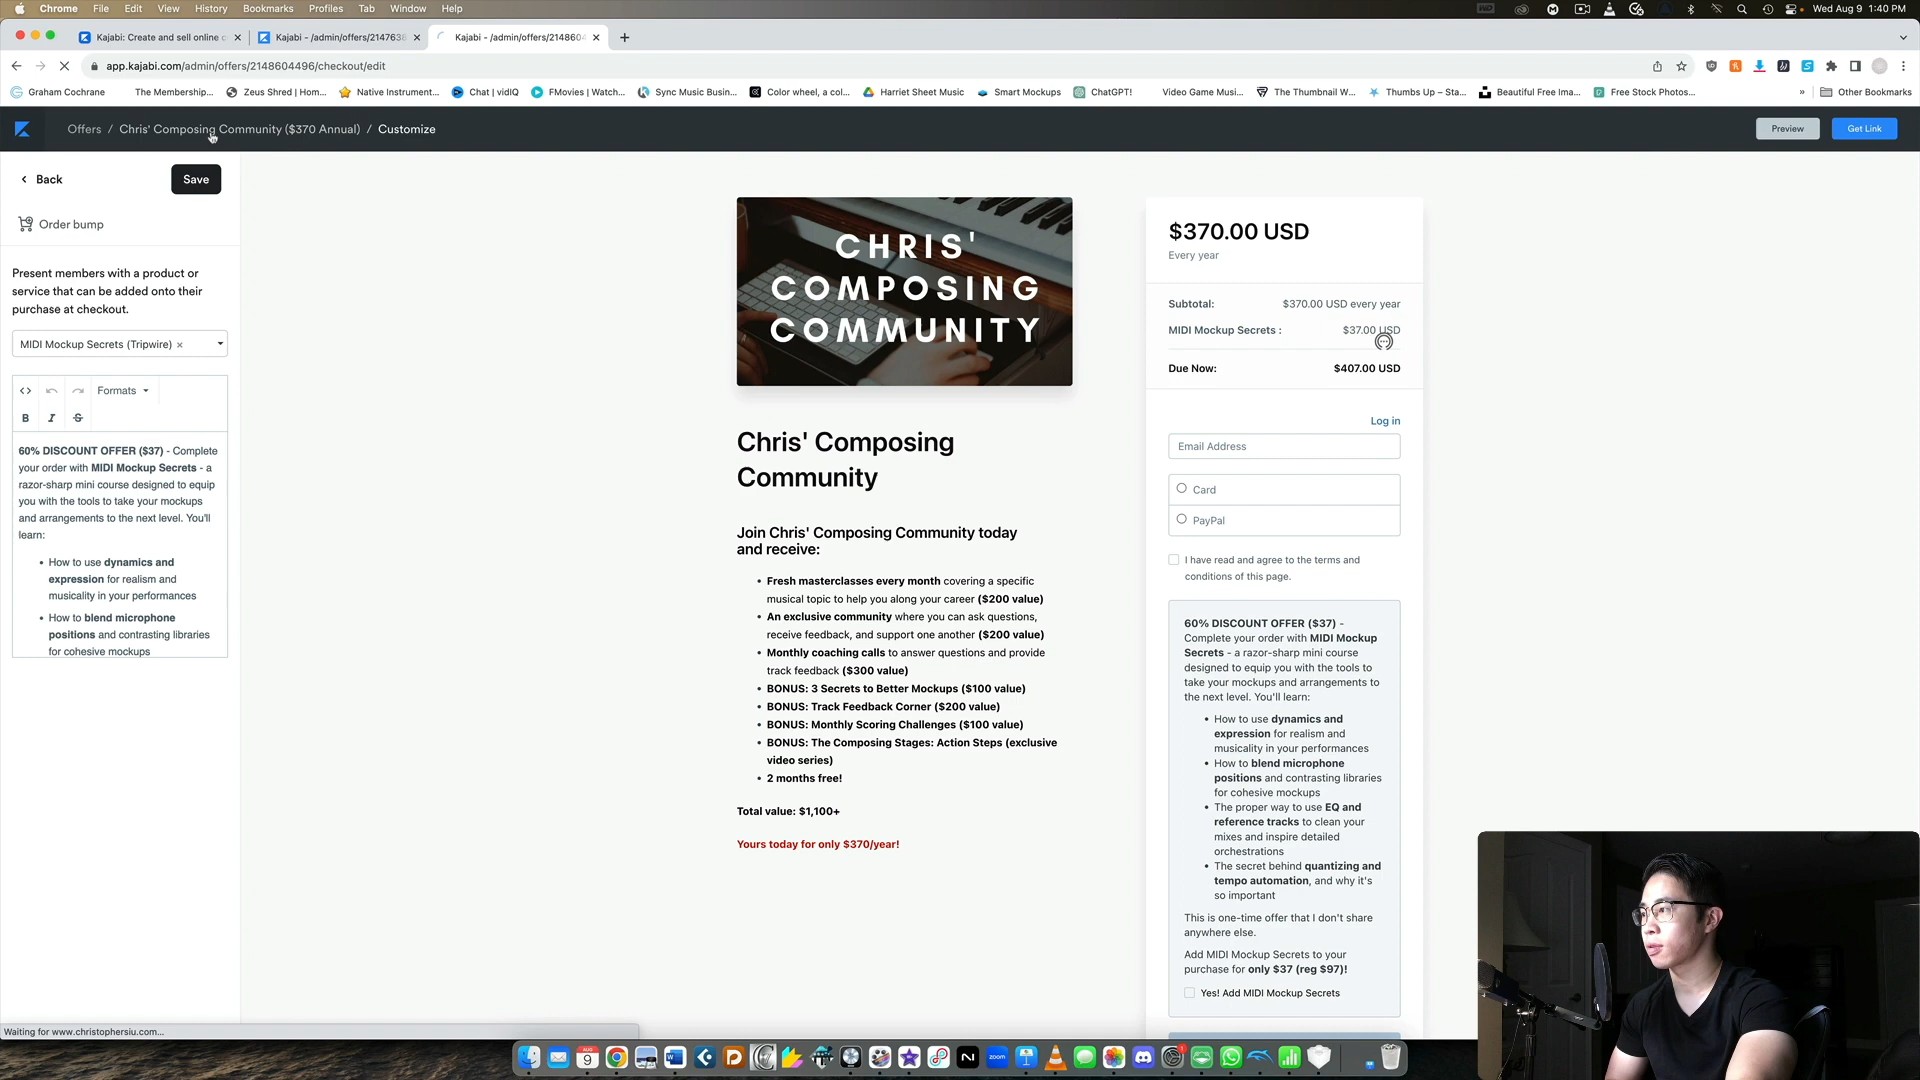 Chrome File Edit View History Bookmarks Profiles Tab Window Help Wed Aug 9 1:40 PM
Kajabi: Create and sell online c Kajabi - /admin/offers/2147638 Kajabi - /admin/offers/2148604
app.kajabi.com/admin/offers/2148604496/checkout/edit
Graham Cochrane The Membership... Zeus Shred | Hom... Native Instrument... Chat | vidIQ FMovies | Watch... Sync Music Busin... Color wheel, a col... Harriet Sheet Music Smart Mockups ChatGPT! Video Game Musi... The Thumbnail W... Thumbs Up – Sta... Beautiful Free Ima... Free Stock Photos... » Other Bookmarks
Offers / Chris' Composing Community ($370 Annual) / Customize Preview Get Link
Back Save
Order bump
Present members with a product or
service that can be added onto their
purchase at checkout.
MIDI Mockup Secrets (Tripwire) ×
Formats
B I S
60% DISCOUNT OFFER ($37) - Complete
your order with MIDI Mockup Secrets - a
razor-sharp mini course designed to equip
you with the tools to take your mockups
and arrangements to the next level. You'll
learn:
• How to use dynamics and
expression for realism and
musicality in your performances
• How to blend microphone
positions and contrasting libraries
for cohesive mockups
CHRIS'
COMPOSING
COMMUNITY
Chris' Composing
Community
Join Chris' Composing Community today
and receive:
• Fresh masterclasses every month covering a specific
musical topic to help you along your career ($200 value)
• An exclusive community where you can ask questions,
receive feedback, and support one another ($200 value)
• Monthly coaching calls to answer questions and provide
track feedback ($300 value)
• BONUS: 3 Secrets to Better Mockups ($100 value)
• BONUS: Track Feedback Corner ($200 value)
• BONUS: Monthly Scoring Challenges ($100 value)
• BONUS: The Composing Stages: Action Steps (exclusive
video series)
• 2 months free!
Total value: $1,100+
Yours today for only $370/year!
$370.00 USD
Every year
Subtotal: $370.00 USD every year
MIDI Mockup Secrets : $37.00 USD
Due Now: $407.00 USD
Log in
Email Address
Card
PayPal
I have read and agree to the terms and
conditions of this page.
60% DISCOUNT OFFER ($37) -
Complete your order with MIDI Mockup
Secrets - a razor-sharp mini course
designed to equip you with the tools to
take your mockups and arrangements to
the next level. You'll learn:
• How to use dynamics and
expression for realism and
musicality in your performances
• How to blend microphone
positions and contrasting libraries
for cohesive mockups
• The proper way to use EQ and
reference tracks to clean your
mixes and inspire detailed
orchestrations
• The secret behind quantizing and
tempo automation, and why it's
so important
This is one-time offer that I don't share
anywhere else.
Add MIDI Mockup Secrets to your
purchase for only $37 (reg $97)!
Yes! Add MIDI Mockup Secrets
Waiting for www.christophersiu.com...
zoom